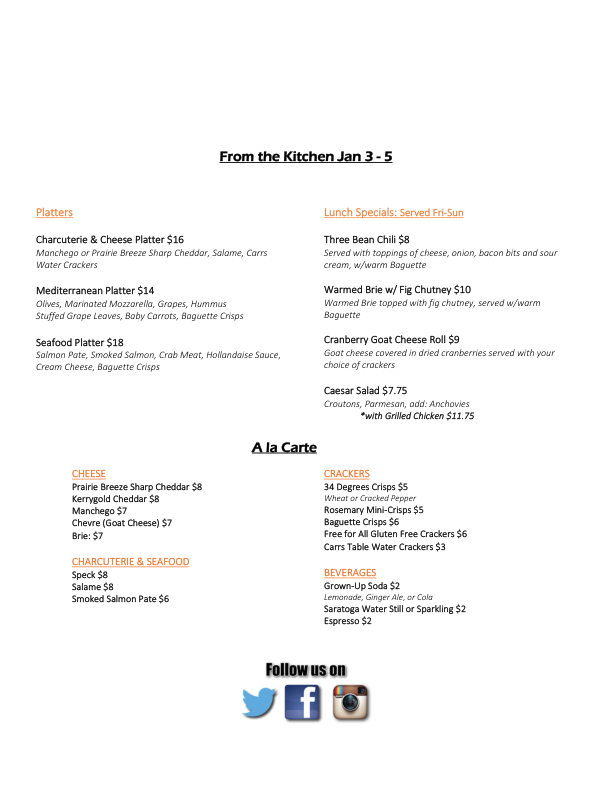 From the Kitchen Jan 3 - 5
Platters
Charcuterie & Cheese Platter $16
Manchego or Prairie Breeze Sharp Cheddar, Salame, Carrs
Water Crackers
Mediterranean Platter $14
Olives, Marinated Mozzarella, Grapes, Hummus
Stuffed Grape Leaves, Baby Carrots, Baguette Crisps
Seafood Platter $18
Salmon Pate, Smoked Salmon, Crab Meat, Hollandaise Sauce,
Cream Cheese, Baguette Crisps
Lunch Specials: Served Fri-Sun
Three Bean Chili $8
Served with toppings of cheese, onion, bacon bits and sour
cream, w/warm Baguette
Warmed Brie w/ Fig Chutney $10
Warmed Brie topped with fig chutney, served w/warm
Baguette
Cranberry Goat Cheese Roll $9
Goat cheese covered in dried cranberries served with your
choice of crackers
Caesar Salad $7.75
Croutons, Parmesan, add: Anchovies
*with Grilled Chicken $11.75
A la Carte
CHEESE
Prairie Breeze Sharp Cheddar $8
Kerrygold Cheddar $8
Manchego $7
Chevre (Goat Cheese) $7
Brie: $7
CHARCUTERIE & SEAFOOD
Speck $8
Salame $8
Smoked Salmon Pate $6
CRACKERS
34 Degrees Crisps $5
Wheat or Cracked Pepper
Rosemary Mini-Crisps $5
Baguette Crisps $6
Free for All Gluten Free Crackers $6
Carrs Table Water Crackers $3
BEVERAGES
Grown-Up Soda $2
Lemonade, Ginger Ale, or Cola
Saratoga Water Still or Sparkling $2
Espresso $2
Follow us on